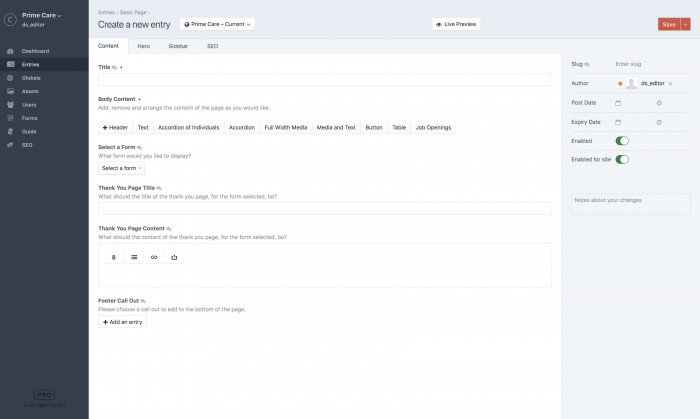 C
Prime Care
ds_editor
Dashboard
Entries
Globals
Assets
Users
Forms
Guide
SEO
PRO
Entries › Basic Page ›
Create a new entry
Prime Care – Current
Live Preview
Save
Content Hero Sidebar SEO
Title
Body Content
Add, remove and arrange the content of the page as you would like.
+ Header Text Accordion of Individuals Accordion Full Width Media Media and Text Button Table Job Openings
Select a Form
What form would you like to display?
Select a form
Thank You Page Title
What should the title of the thank you page, for the form selected, be?
Thank You Page Content
What should the content of the thank you page, for the form selected, be?
B
Footer Call Out
Please choose a call out to add to the bottom of the page.
+ Add an entry
Slug Enter slug
Author ds_editor ×
Post Date
Expiry Date
Enabled
Enabled for site
Notes about your changes